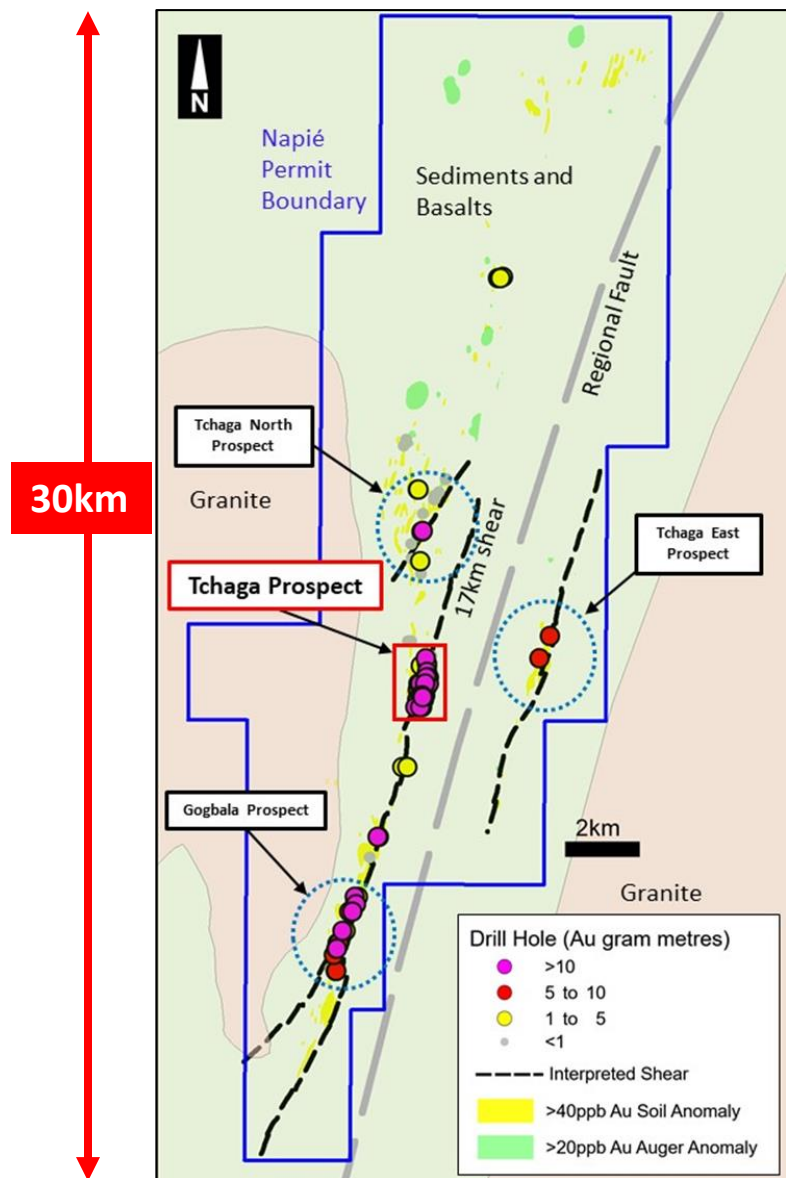 N
Napié
Permit
Boundary
Sediments and
Basalts
Regional Fault
Tchaga North
Prospect
30km
Granite
17km shear
Tchaga East
Prospect
Tchaga Prospect
Gogbala Prospect
2km
Granite
Drill Hole (Au gram metres)
>10
5 to 10
1 to 5
<1
Interpreted Shear
>40ppb Au Soil Anomaly
>20ppb Au Auger Anomaly